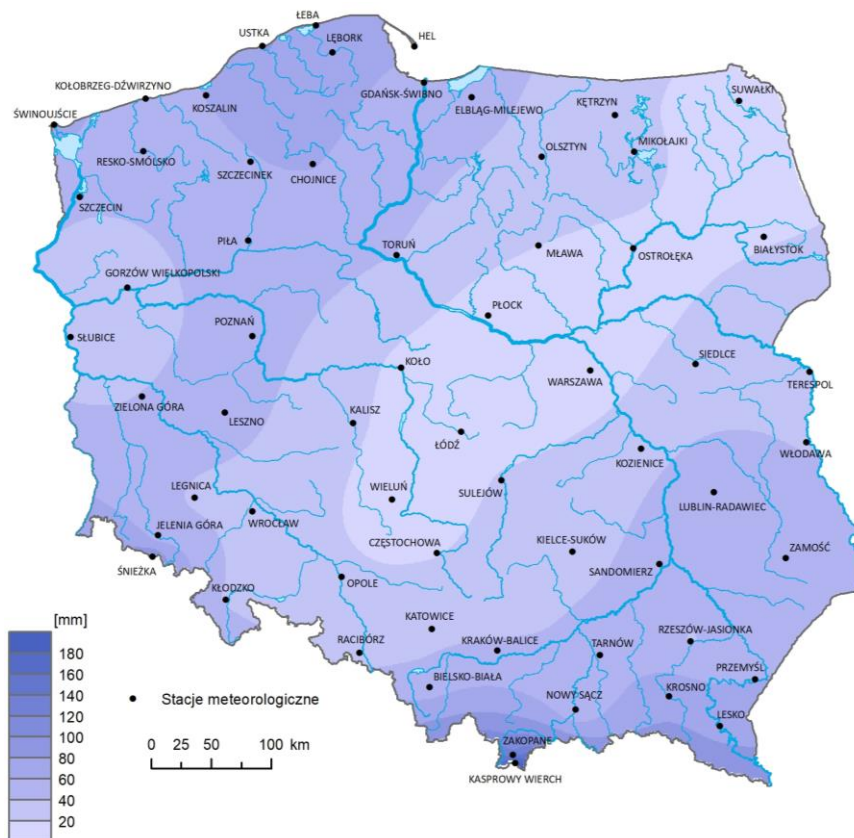 ŁEBA
USTKA
LĘBORK
HEL
KOŁOBRZEG-DŹWIRZYNO
KOSZALIN
GDAŃSK-ŚWIBNO
SUWAŁKI
ŚWINOUJŚCIE
ELBLĄG-MILEJEWO
KĘTRZYN
RESKO-SMÓLSKO
SZCZECINEK
CHOJNICE
OLSZTYN
MIKOŁAJKI
SZCZECIN
PIŁA
TORUŃ
MŁAWA
OSTROŁĘKA
BIAŁYSTOK
GORZÓW WIELKOPOLSKI
PŁOCK
SŁUBICE
POZNAŃ
KOŁO
WARSZAWA
SIEDLCE
TERESPOL
ZIELONA GÓRA
LESZNO
KALISZ
ŁÓDŹ
KOZIENICE
WŁODAWA
LEGNICA
WIELUŃ
SULEJÓW
LUBLIN-RADAWIEC
WROCŁAW
JELENIA GÓRA
CZĘSTOCHOWA
KIELCE-SUKÓW
ZAMOŚĆ
ŚNIEŻKA
SANDOMIERZ
KŁODZKO
OPOLE
KATOWICE
RACIBÓRZ
KRAKÓW-BALICE
TARNÓW
RZESZÓW-JASIONKA
BIELSKO-BIAŁA
PRZEMYŚL
NOWY-SĄCZ
KROSNO
LESKO
ZAKOPANE
KASPROWY WIERCH
[mm]
180
160
140
120
100
80
60
40
20
Stacje meteorologiczne
0 25 50 100 km